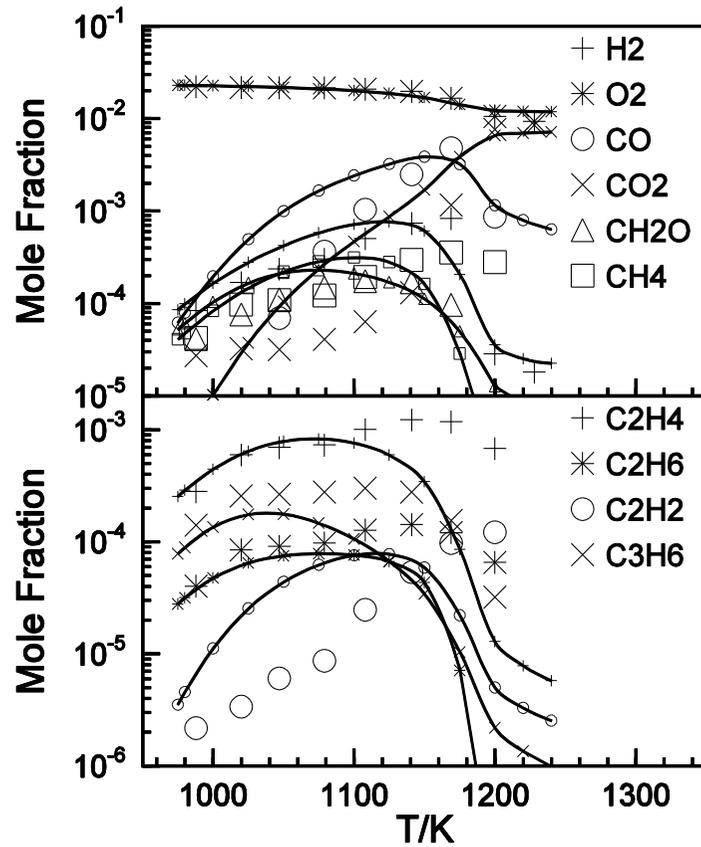 10-1
10-2
10-3
10-4
10-5
Mole Fraction
H2
O2
CO
CO2
CH2O
CH4
10-3
10-4
10-5
10-6
Mole Fraction
C2H4
C2H6
C2H2
C3H6
1000 1100 1200 1300
T/K